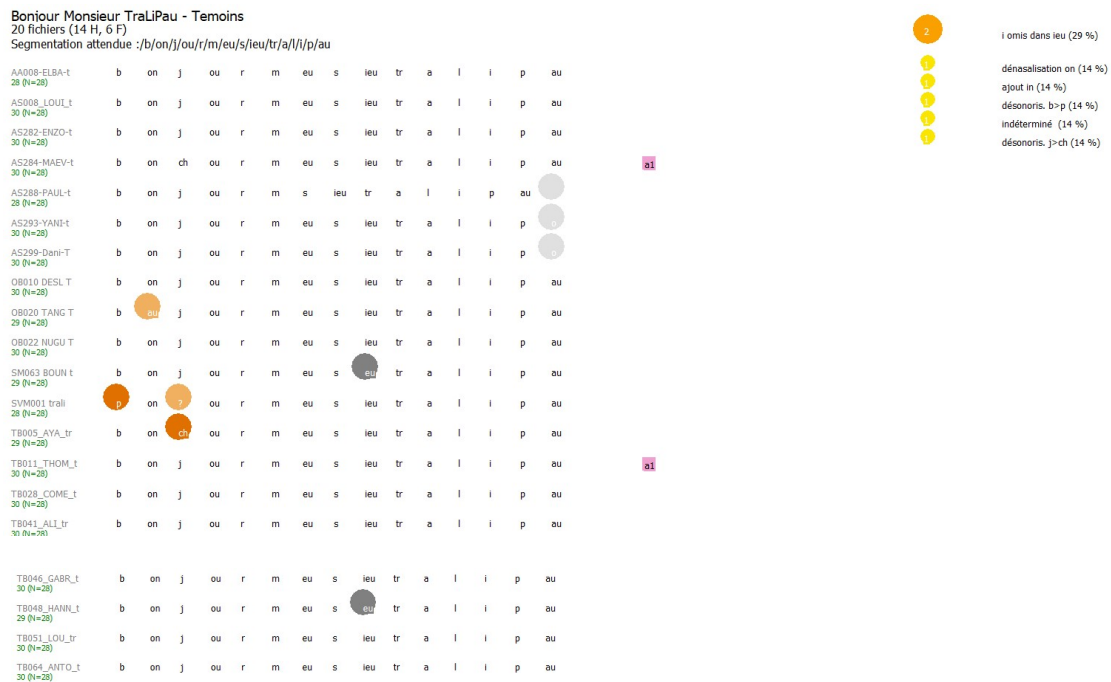 Bonjour Monsieur TraLiPau - Temoins
20 fichiers (14 H, 6 F)
Segmentation attendue :/b/on/j/ou/r/m/eu/s/ieu/tr/a/l/i/p/au
2 i omis dans ieu (29 %)
1 dénasalisation on (14 %)
1 ajout in (14 %)
1 désonoris. b>p (14 %)
1 indéterminé (14 %)
1 désonoris. j>ch (14 %)
AA008-ELBA-t b on j ou r m eu s ieu tr a l i p au
28 (N=28)
AS008_LOUI_t b on j ou r m eu s ieu tr a l i p au
30 (N=28)
AS282-ENZO-t b on j ou r m eu s ieu tr a l i p au
30 (N=28)
AS284-MAEV-t b on ch ou r m eu s ieu tr a l i p au a1
30 (N=28)
AS288-PAUL-t b on j ou r m s ieu tr a l i p au
28 (N=28)
AS293-YANI-t b on j ou r m eu s ieu tr a l i p p
30 (N=28)
AS299-Dani-T b on j ou r m eu s ieu tr a l i p p
30 (N=28)
OB010 DESL T b on j ou r m eu s ieu tr a l i p au
30 (N=28)
OB020 TANG T b au j ou r m eu s ieu tr a l i p au
29 (N=28)
OB022 NUGU T b on j ou r m eu s ieu tr a l i p au
30 (N=28)
SM063 BOUN t b on j ou r m eu s eu tr a l i p au
29 (N=28)
SVM001 trali p on ? ou r m eu s ieu tr a l i p au
28 (N=28)
TB005_AYA_tr b on ch ou r m eu s ieu tr a l i p au
29 (N=28)
TB011_THOM_t b on j ou r m eu s ieu tr a l i p au a1
30 (N=28)
TB028_COME_t b on j ou r m eu s ieu tr a l i p au
30 (N=28)
TB041_ALI_tr b on j ou r m eu s ieu tr a l i p au
30 (N=28)
TB046_GABR_t b on j ou r m eu s ieu tr a l i p au
30 (N=28)
TB048_HANN_t b on j ou r m eu s eu tr a l i p au
29 (N=28)
TB051_LOU_tr b on j ou r m eu s ieu tr a l i p au
30 (N=28)
TB064_ANTO_t b on j ou r m eu s ieu tr a l i p au
30 (N=28)